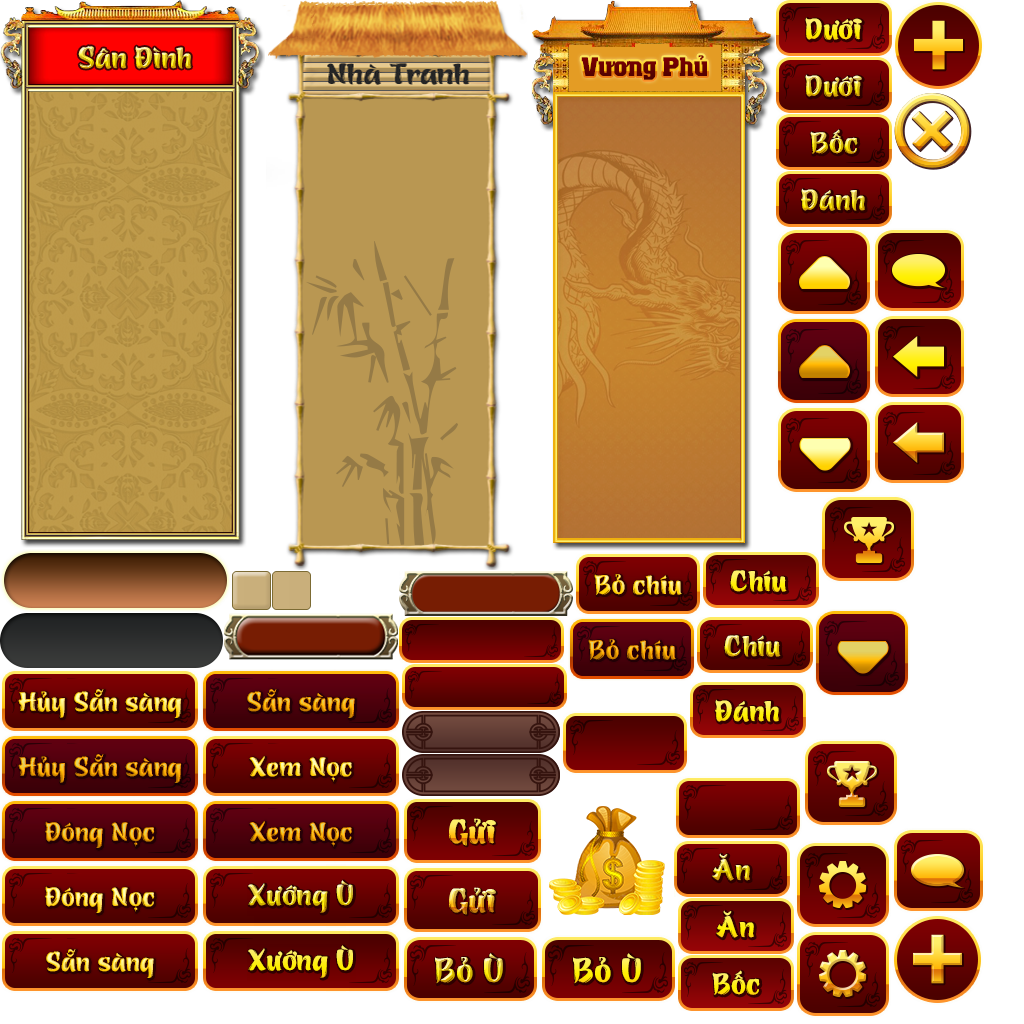 Sân Đình
Nhà Tranh
Vương Phủ
Dưới
Dưới
Bốc
Đánh
Bỏ chíu
Chíu
Bỏ chíu
Chíu
Đánh
Hủy Sẵn sàng
Sẵn sàng
Hủy Sẵn sàng
Xem Nọc
Đóng Nọc
Xem Nọc
Gửi
Đóng Nọc
Xướng Ù
Gửi
Ăn
Sẵn sàng
Xướng Ù
Bỏ Ù
Bỏ Ù
Ăn
Bốc
$